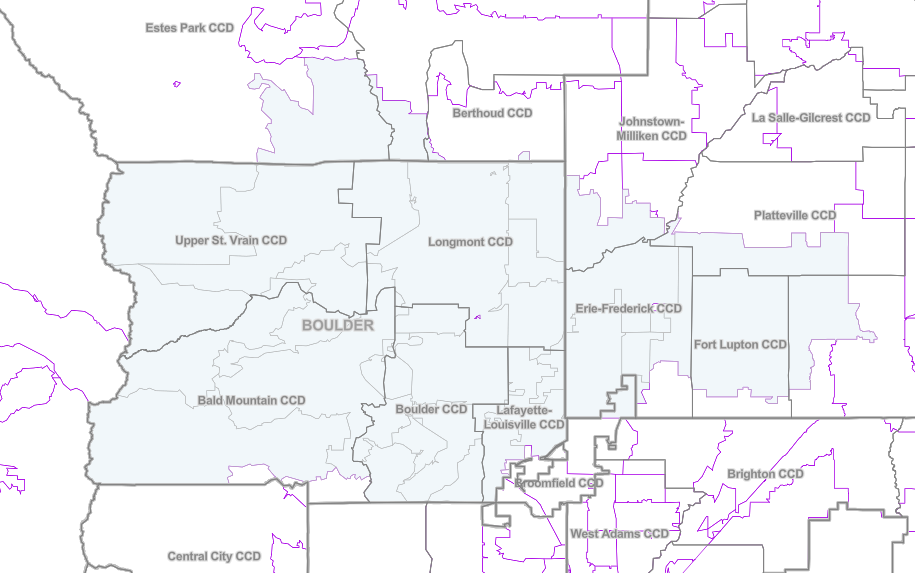 Estes Park CCD
Berthoud CCD
Johnstown-
Milliken CCD
La Salle-Gilcrest CCD
Platteville CCD
Upper St. Vrain CCD
Longmont CCD
Erie-Frederick CCD
BOULDER
Fort Lupton CCD
Bald Mountain CCD
Boulder CCD
Lafayette-
Louisville CCD
Broomfield CCD
Brighton CCD
West Adams CCD
Central City CCD